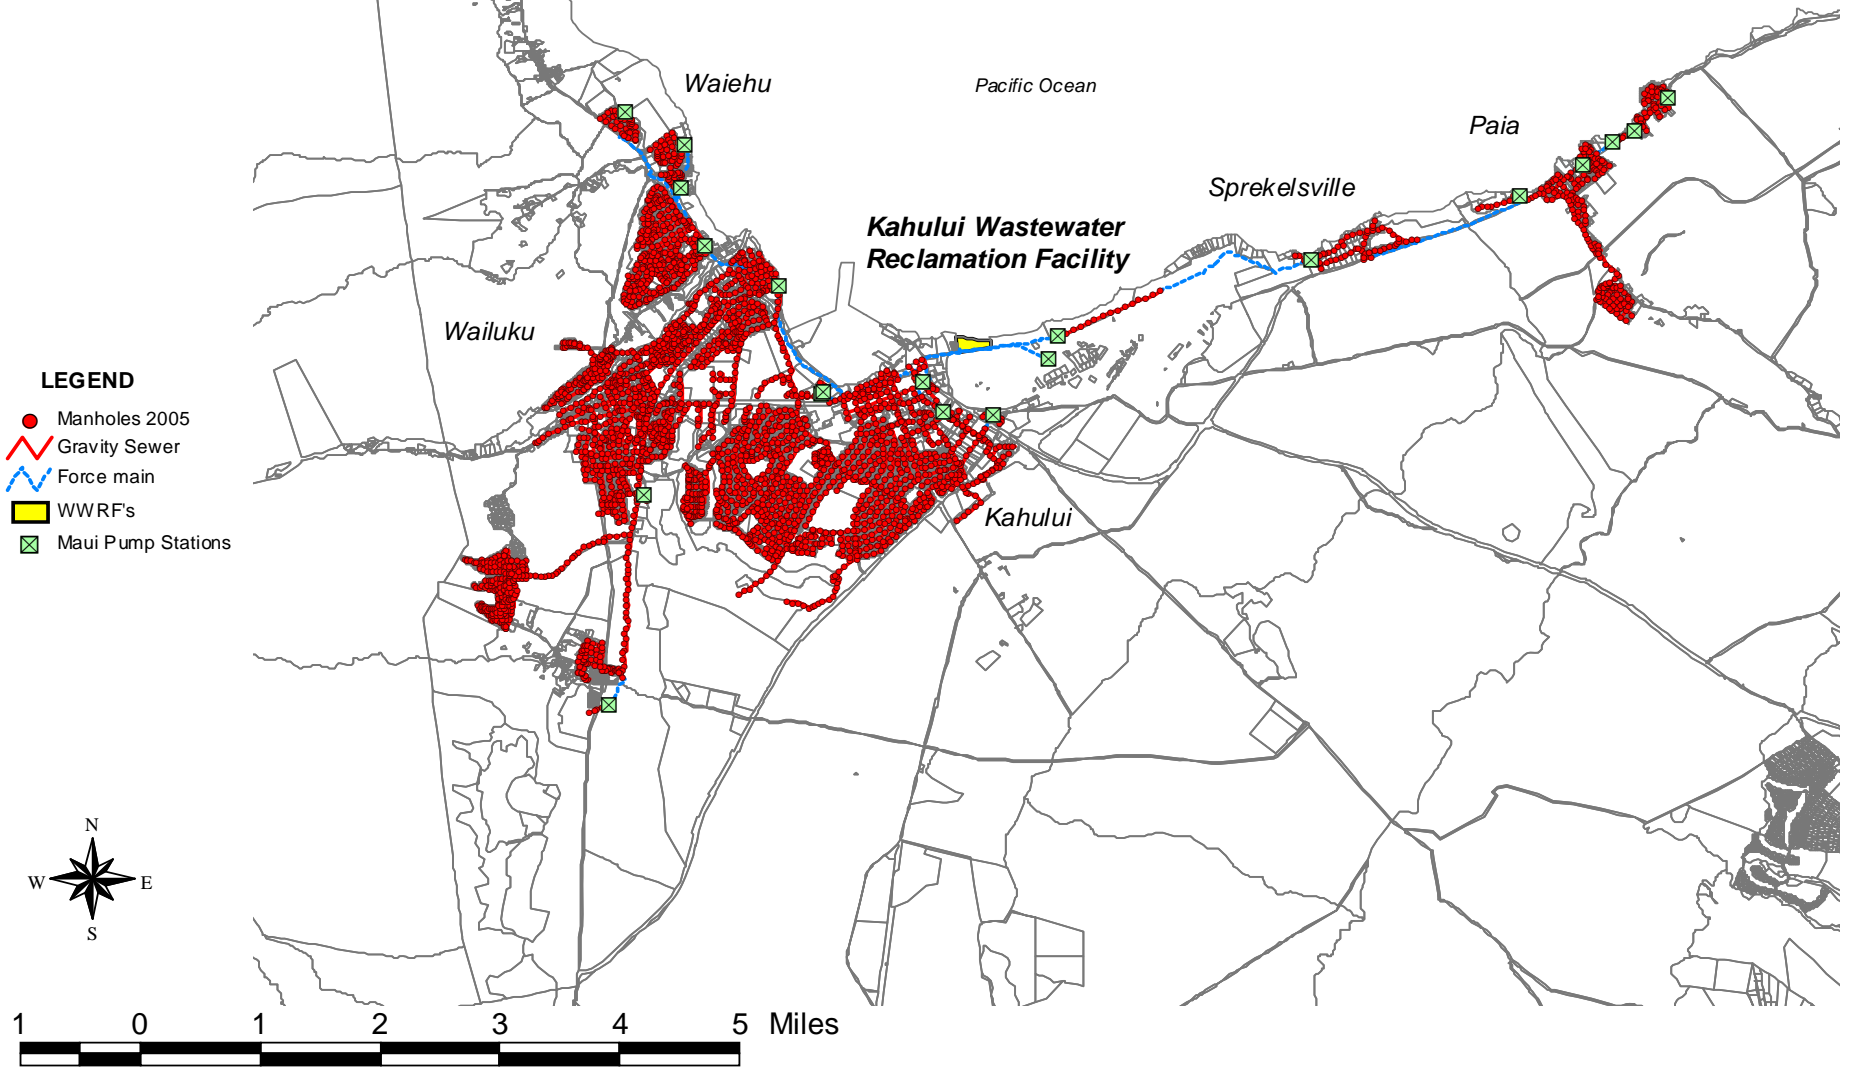 Waiehu
Pacific Ocean
Paia
Sprekelsville
Kahului Wastewater
Reclamation Facility
Wailuku
LEGEND
Manholes 2005
Gravity Sewer
Force main
WWRF's
Maui Pump Stations
Kahului
N
W E
S
1 0 1 2 3 4 5 Miles